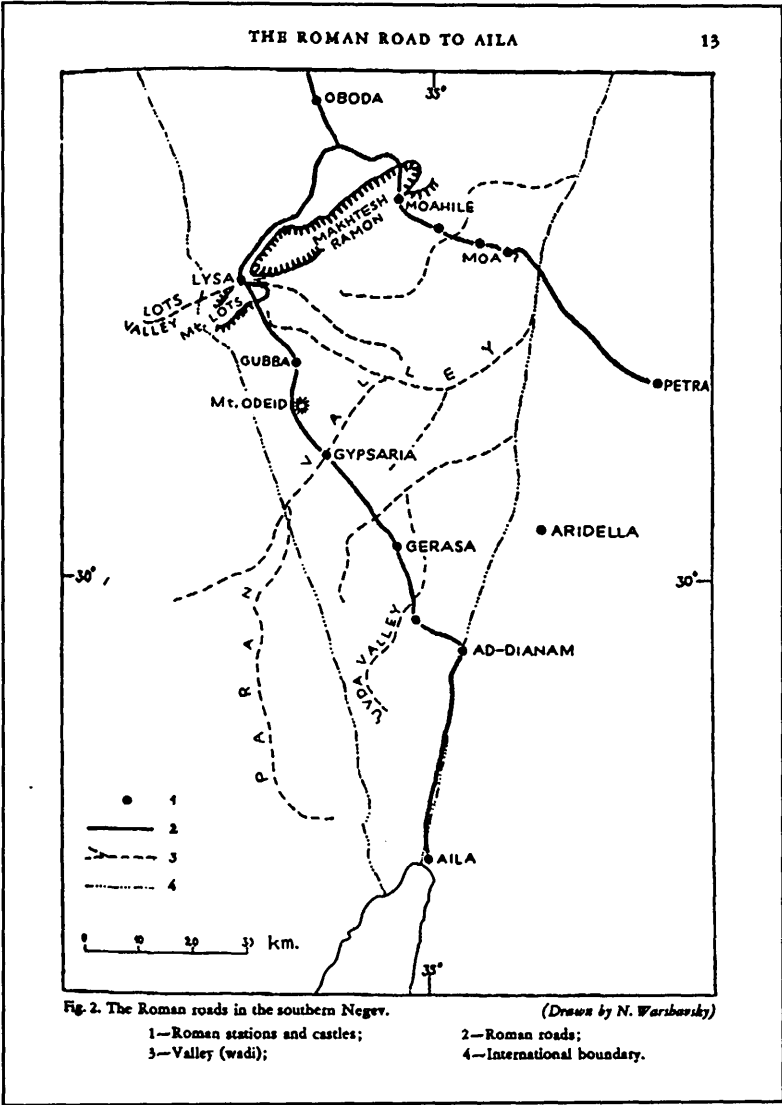 THE ROMAN ROAD TO AILA 13
OBODA
35°
MAKHTESH
RAMON
MOAHILE
MOA ?
LYSA
LOTS
VALLEY
Mt. LOTS
GUBBA
Mt. ODEID
PETRA
GYPSARIA
PARAN VALLEY
ARIDELLA
GERASA
30° 30°
UVDA VALLEY
AD-DIANAM
1
2
3
4
AILA
0 10 20 30 km.
35°
Fig. 2. The Roman roads in the southern Negev. (Drawn by N. Warshavsky)
1—Roman stations and castles; 2—Roman roads;
3—Valley (wadi); 4—International boundary.